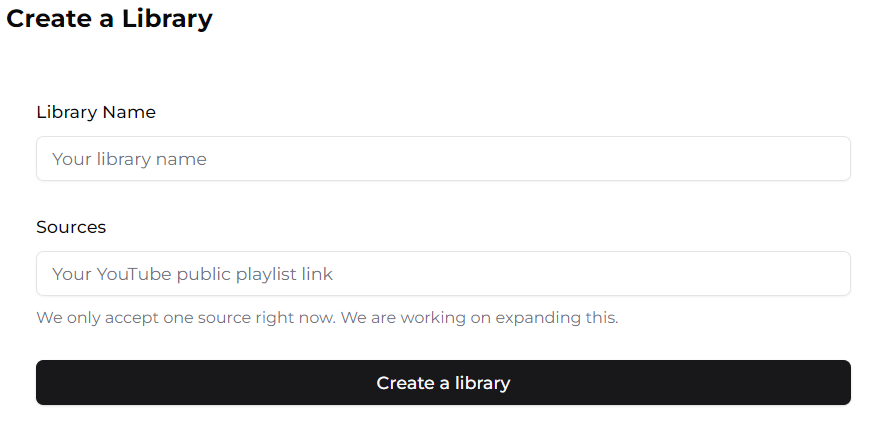 Create a Library
Library Name
Your library name
Sources
Your YouTube public playlist link
We only accept one source right now. We are working on expanding this.
Create a library